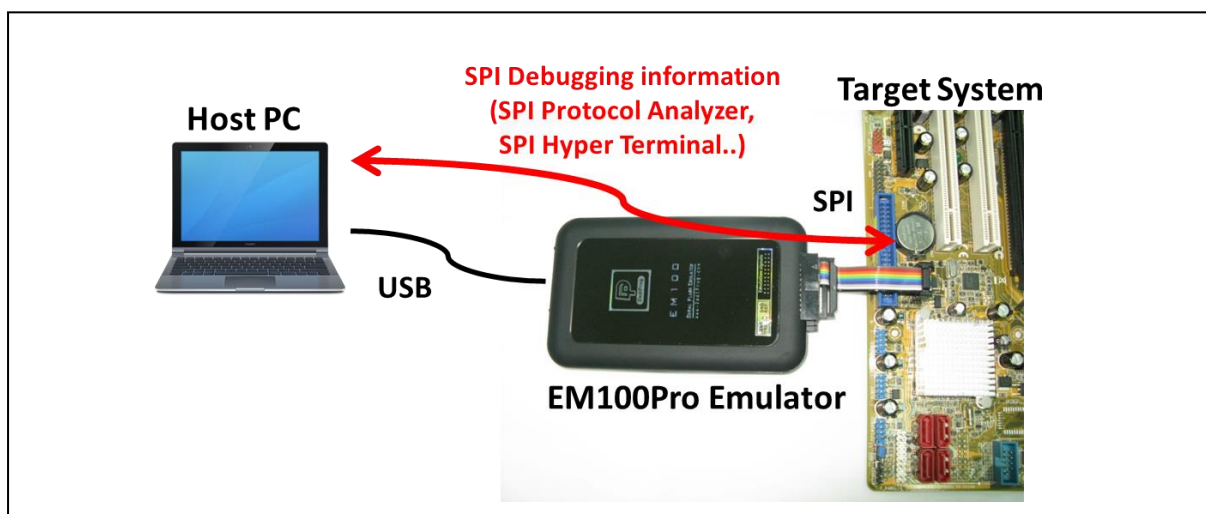 SPI Debugging information
(SPI Protocol Analyzer,
SPI Hyper Terminal..)
Target System
Host PC
SPI
USB
EM100
EM100Pro Emulator